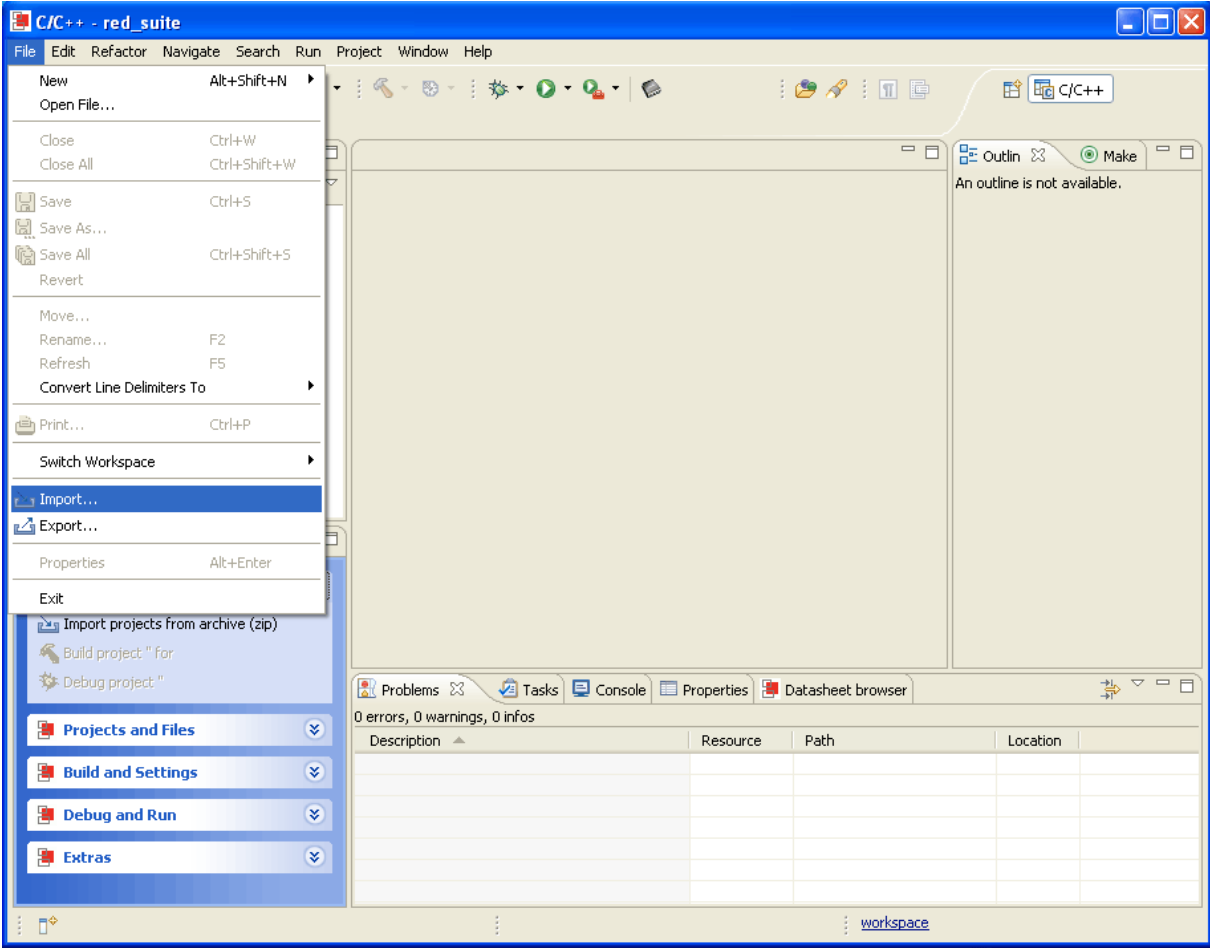 C/C++ - red_suite
File Edit Refactor Navigate Search Run Project Window Help
New Alt+Shift+N
Open File...
C/C++
Close Ctrl+W
Close All Ctrl+Shift+W
Outlin Make
An outline is not available.
Save Ctrl+S
Save As...
Save All Ctrl+Shift+S
Revert
Move...
Rename... F2
Refresh F5
Convert Line Delimiters To
Print... Ctrl+P
Switch Workspace
Import...
Export...
Properties Alt+Enter
Exit
Import projects from archive (zip)
Build project '' for
Debug project ''
Projects and Files
Build and Settings
Debug and Run
Extras
Problems Tasks Console Properties Datasheet browser
0 errors, 0 warnings, 0 infos
Description Resource Path Location
workspace